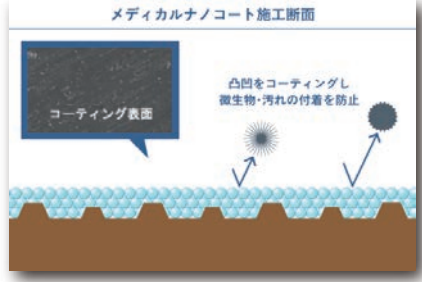 メディカルナノコート施工断面
コーティング表面
凸凹をコーティングし
微生物・汚れの付着を防止